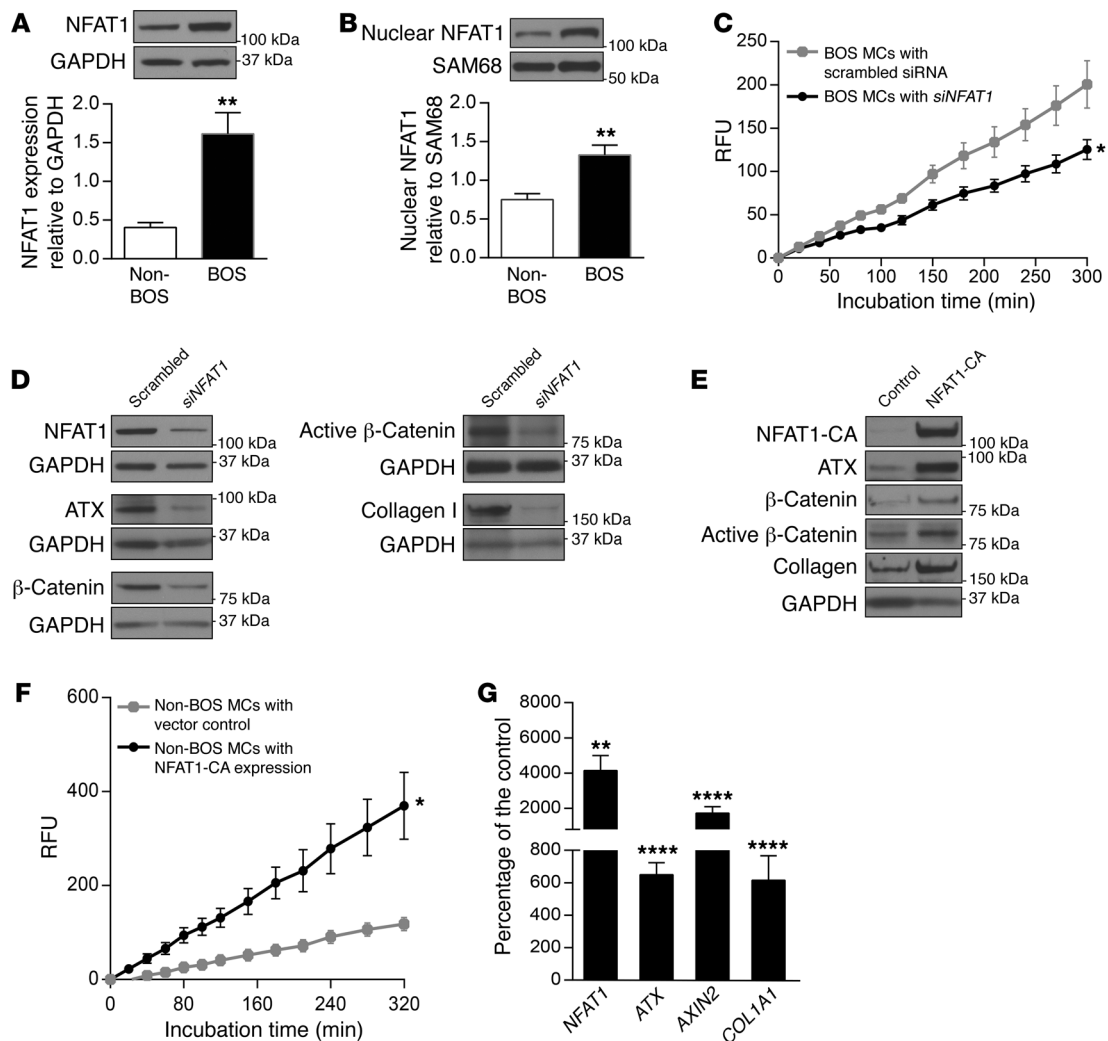 A
NFAT1
100 kDa
GAPDH
37 kDa
NFAT1 expression
relative to GAPDH
2.0
1.5
1.0
0.5
0.0
**
Non-
BOS
BOS
B
Nuclear NFAT1
100 kDa
SAM68
50 kDa
Nuclear NFAT1
relative to SAM68
2.0
1.5
1.0
0.5
0.0
**
Non-
BOS
BOS
C
BOS MCs with
scrambled siRNA
BOS MCs with siNFAT1
RFU
250
200
150
100
50
0
*
0 50 100 150 200 250 300
Incubation time (min)
D
Scrambled
siNFAT1
NFAT1
100 kDa
GAPDH
37 kDa
ATX
100 kDa
GAPDH
37 kDa
β-Catenin
75 kDa
GAPDH
37 kDa
Scrambled
siNFAT1
Active β-Catenin
75 kDa
GAPDH
37 kDa
Collagen I
150 kDa
GAPDH
37 kDa
E
Control
NFAT1-CA
NFAT1-CA
100 kDa
ATX
100 kDa
β-Catenin
75 kDa
Active β-Catenin
75 kDa
Collagen
150 kDa
GAPDH
37 kDa
F
Non-BOS MCs with
vector control
Non-BOS MCs with
NFAT1-CA expression
RFU
600
400
200
0
*
0 80 160 240 320
Incubation time (min)
G
Percentage of the control
8000
6000
4000
2000
800
600
400
200
0
**
****
****
****
NFAT1
ATX
AXIN2
COL1A1